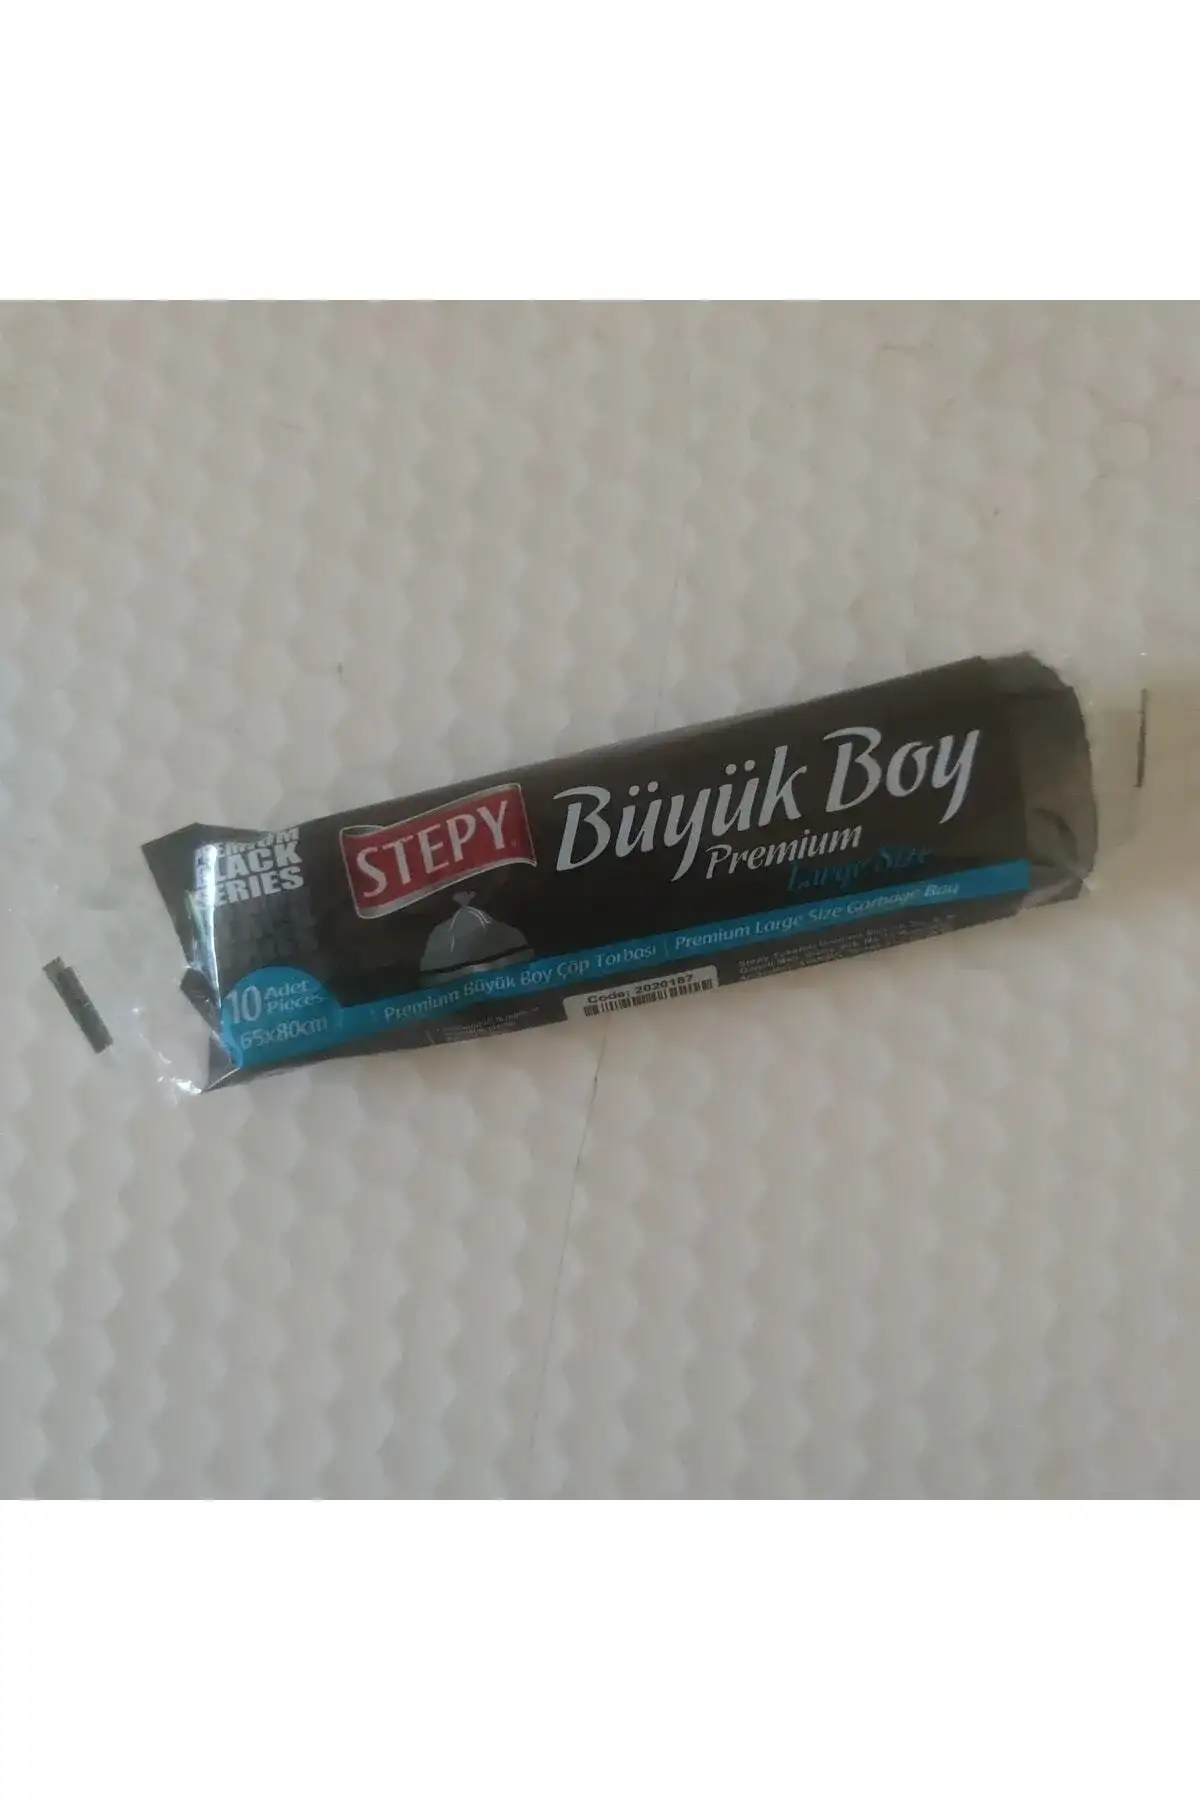 PREMIUM
BLACK
SERIES
STEPY
Büyük Boy
Premium
Large Size
10 Adet
Pieces
65x80cm
Premium Büyük Boy Çöp Torbası | Premium Large Size Garbage Bag
Code: 2020187